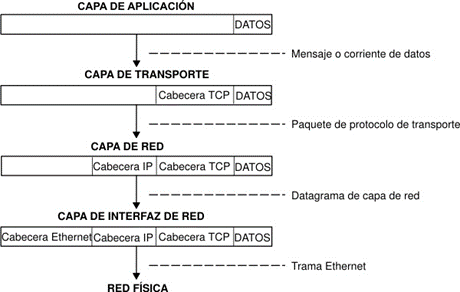 CAPA DE APLICACIÓN
DATOS
Mensaje o corriente de datos
CAPA DE TRANSPORTE
Cabecera TCP DATOS
Paquete de protocolo de transporte
CAPA DE RED
Cabecera IP Cabecera TCP DATOS
Datagrama de capa de red
CAPA DE INTERFAZ DE RED
Cabecera Ethernet Cabecera IP Cabecera TCP DATOS
Trama Ethernet
RED FÍSICA